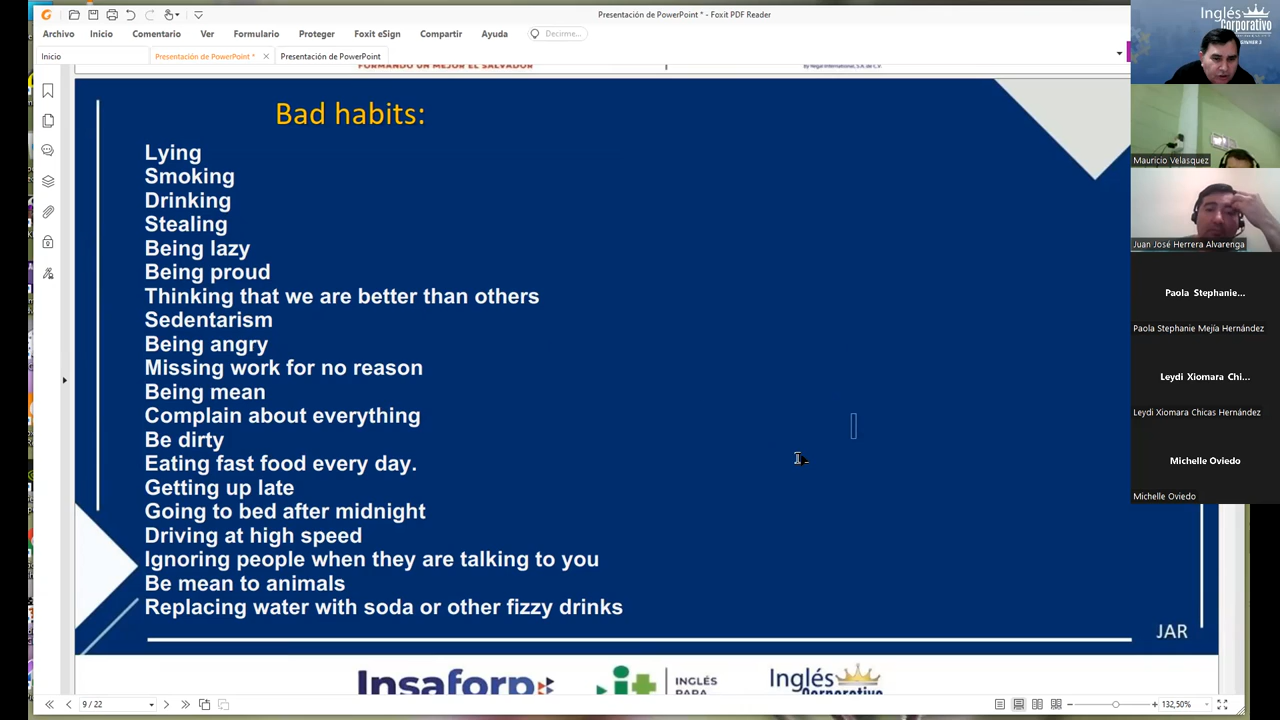 Presentación de PowerPoint * - Foxit PDF Reader
Archivo Inicio Comentario Ver Formulario Proteger Foxit eSign Compartir Ayuda Decirme...
Inicio Presentación de PowerPoint * × Presentación de PowerPoint
FORMANDO UN MEJOR EL SALVADOR
Bad habits:
Lying
Smoking
Drinking
Stealing
Being lazy
Being proud
Thinking that we are better than others
Sedentarism
Being angry
Missing work for no reason
Being mean
Complain about everything
Be dirty
Eating fast food every day.
Getting up late
Going to bed after midnight
Driving at high speed
Ignoring people when they are talking to you
Be mean to animals
Replacing water with soda or other fizzy drinks
JAR
Insaforp
INGLÉS
Inglés
Corporativo
9 / 22
132,50%
Inglés
Corporativo
Mauricio Velasquez
Juan José Herrera Alvarenga
Paola Stephanie...
Paola Stephanie Mejía Hernández
Leydi Xiomara Chi...
Leydi Xiomara Chicas Hernández
Michelle Oviedo
Michelle Oviedo